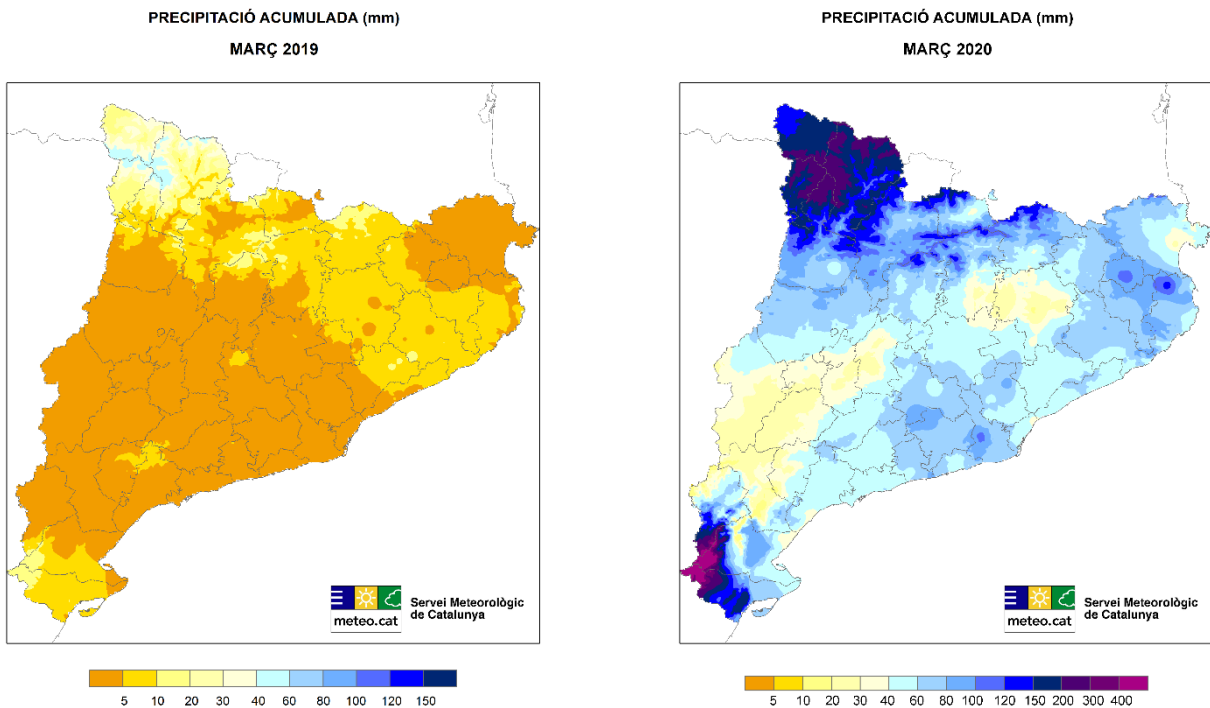 PRECIPITACIÓ ACUMULADA (mm)
MARÇ 2019
meteo.cat
Servei Meteorològic
de Catalunya
5 10 20 30 40 60 80 100 120 150
PRECIPITACIÓ ACUMULADA (mm)
MARÇ 2020
meteo.cat
Servei Meteorològic
de Catalunya
5 10 20 30 40 60 80 100 120 150 200 300 400